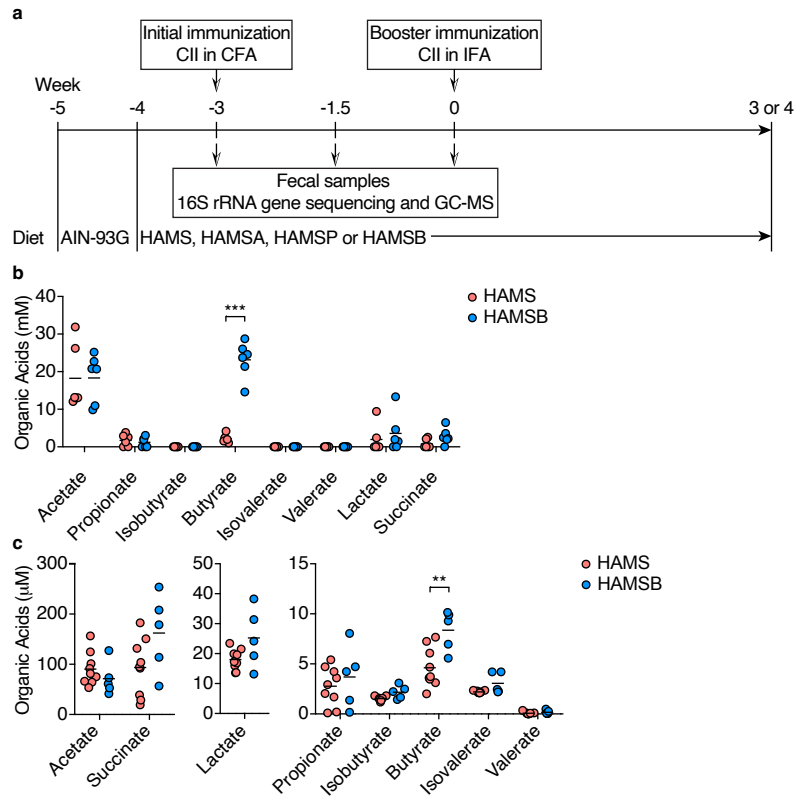 a
Initial immunization
CII in CFA
Booster immunization
CII in IFA
Week
-5 -4 -3 -1.5 0 3 or 4
Fecal samples
16S rRNA gene sequencing and GC-MS
Diet AIN-93G HAMS, HAMSA, HAMSP or HAMSB
b
Organic Acids (mM)
40
30
20
10
0
***
HAMS
HAMSB
Acetate Propionate Isobutyrate Butyrate Isovalerate Valerate Lactate Succinate
c
Organic Acids (μM)
300
200
100
0
Acetate Succinate
50
40
30
20
10
0
Lactate
15
10
5
0
**
HAMS
HAMSB
Propionate Isobutyrate Butyrate Isovalerate Valerate